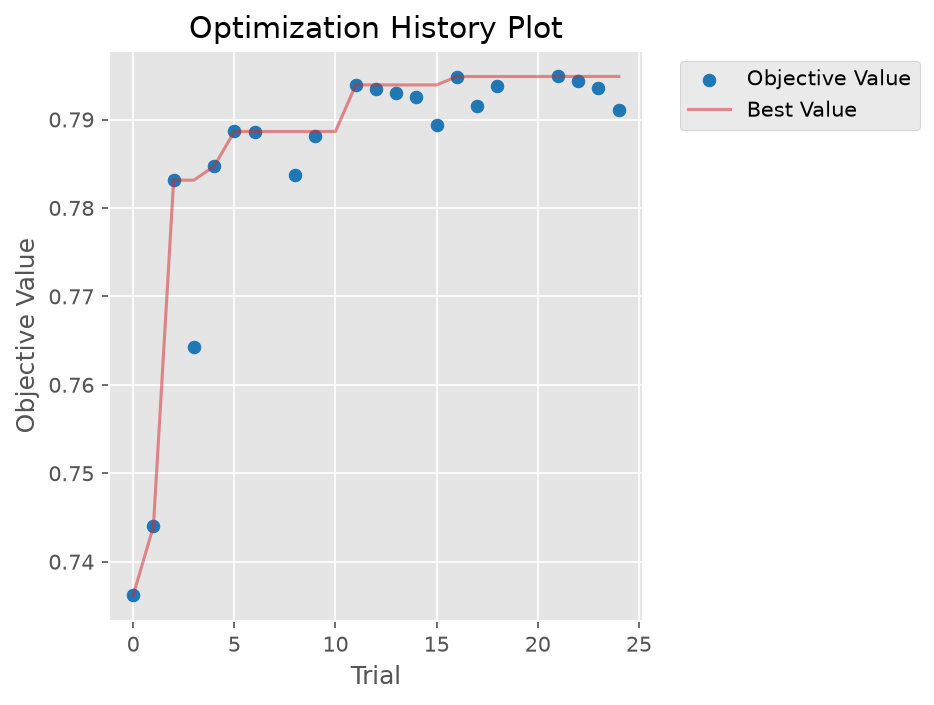 Optimization History Plot
Objective Value
Best Value
Objective Value
0.79
0.78
0.77
0.76
0.75
0.74
0
5
10
15
20
25
Trial